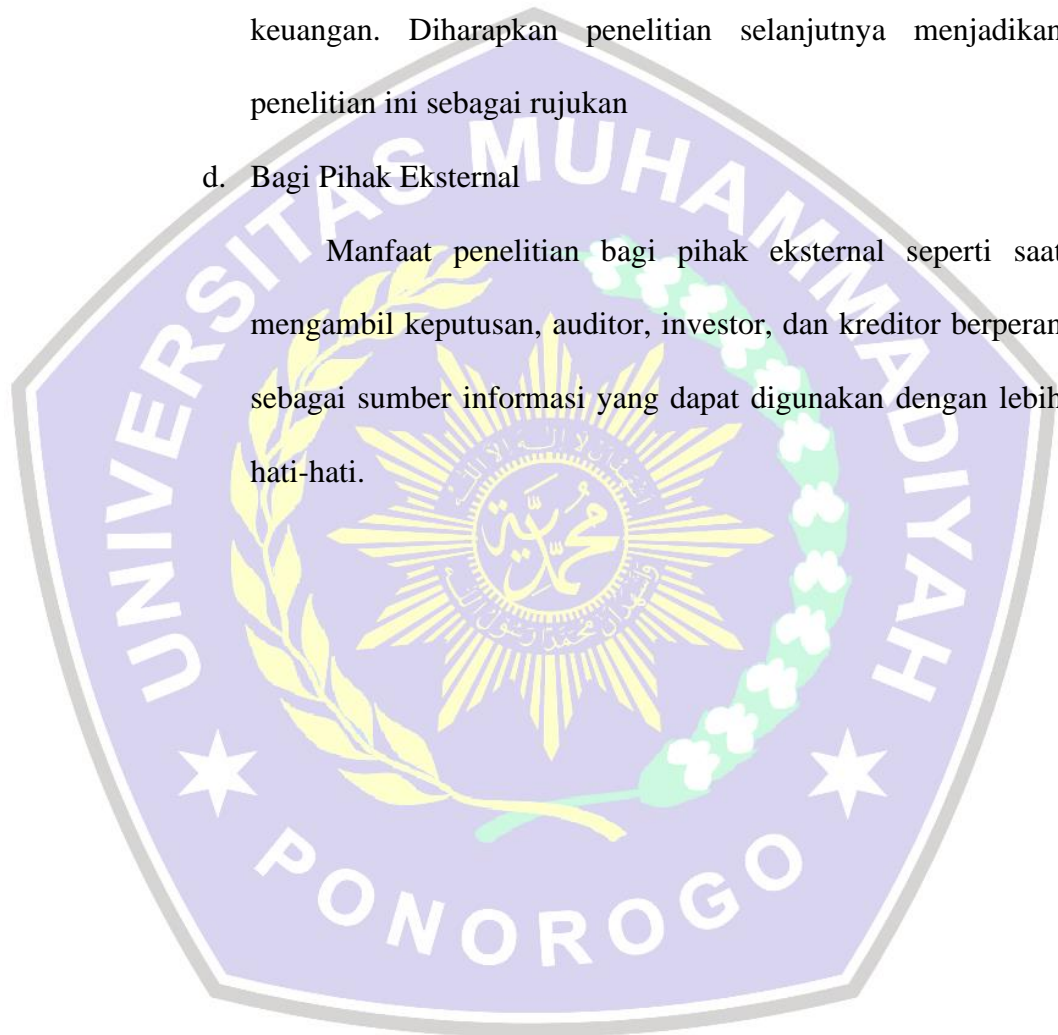 keuangan. Diharapkan penelitian selanjutnya menjadikan
penelitian ini sebagai rujukan
d. Bagi Pihak Eksternal
Manfaat penelitian bagi pihak eksternal seperti saat
mengambil keputusan, auditor, investor, dan kreditor berperan
sebagai sumber informasi yang dapat digunakan dengan lebih
hati-hati.
UNIVERSITAS MUHAMMADIYAH
PONOROGO
محمدية